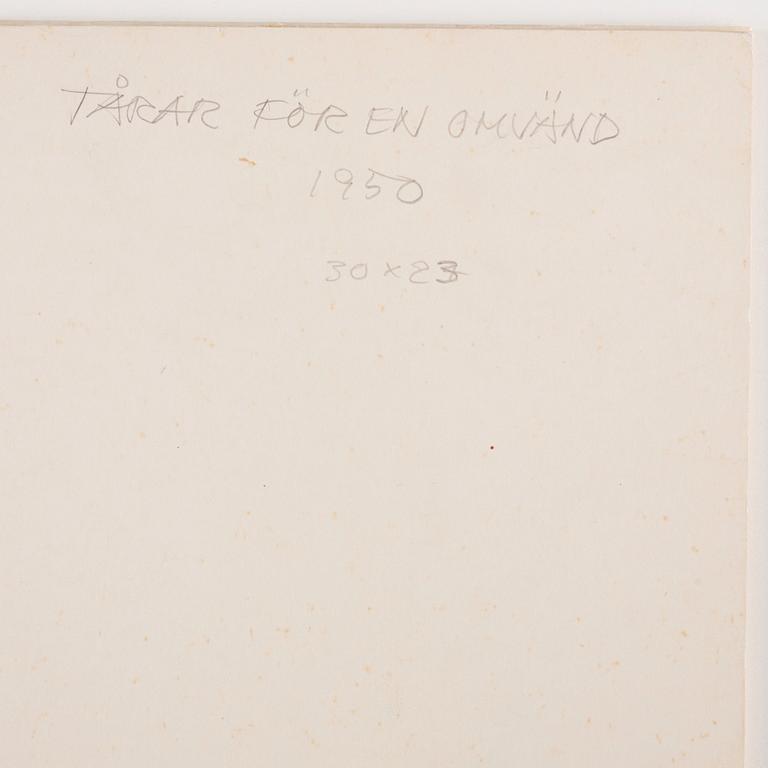 TÅRAR FÖR EN OMVÄND
1950
30 x 23